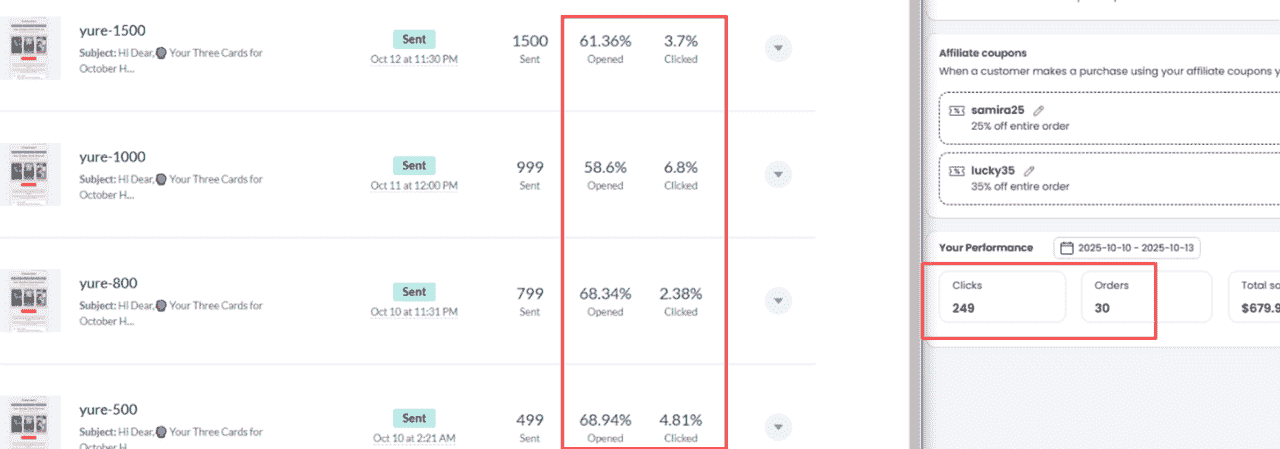 yure-1500
Subject: Hi Dear,🔮 Your Three Cards for
October H...
Sent
Oct 12 at 11:30 PM
1500
Sent
61.36%
Opened
3.7%
Clicked
yure-1000
Subject: Hi Dear,🔮 Your Three Cards for
October H...
Sent
Oct 11 at 12:00 PM
999
Sent
58.6%
Opened
6.8%
Clicked
yure-800
Subject: Hi Dear,🔮 Your Three Cards for
October H...
Sent
Oct 10 at 11:31 PM
799
Sent
68.34%
Opened
2.38%
Clicked
yure-500
Subject: Hi Dear,🔮 Your Three Cards for
October H...
Sent
Oct 10 at 2:21 AM
499
Sent
68.94%
Opened
4.81%
Clicked
Affiliate coupons
When a customer makes a purchase using your affiliate coupons y
samira25
25% off entire order
lucky35
35% off entire order
Your Performance
2025-10-10 - 2025-10-13
Clicks
249
Orders
30
Total sa
$679.9